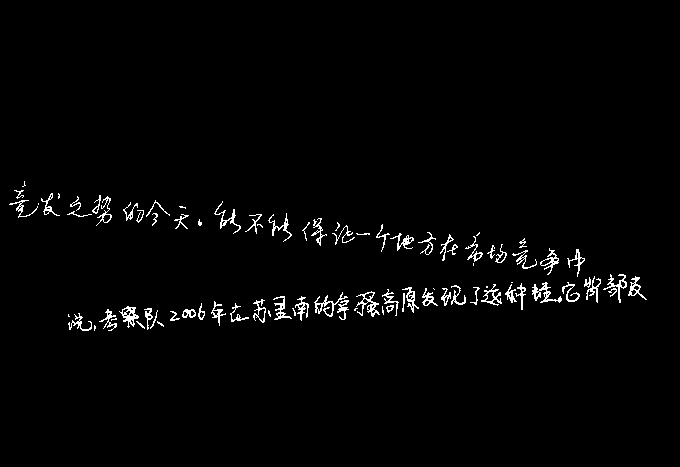 竞发之势的今天。能不能保证一个地方在市场竞争中
说,考察队2006年在苏里南的拿骚高原发现了这种蛙。它背部皮